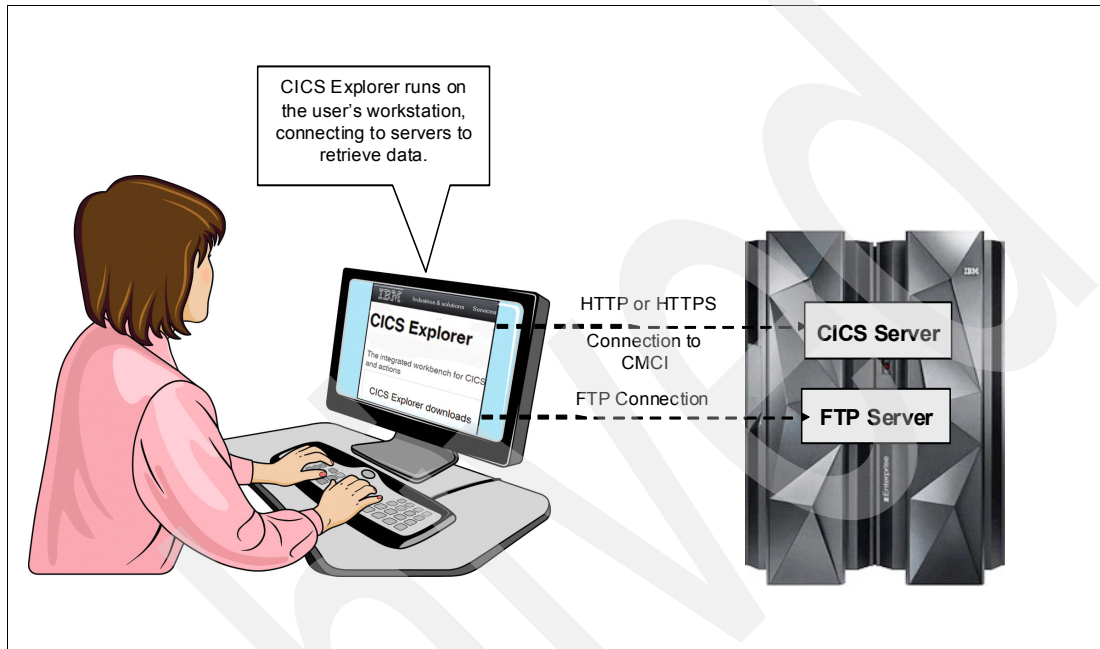 CICS Explorer runs on
the user's workstation,
connecting to servers to
retrieve data.
IBM Industries & solutions Services
CICS Explorer
The integrated workbench for CICS
and actions
CICS Explorer downloads
HTTP or HTTPS
Connection to
CMCI
FTP Connection
IBM
CICS Server
FTP Server
zEnterprise